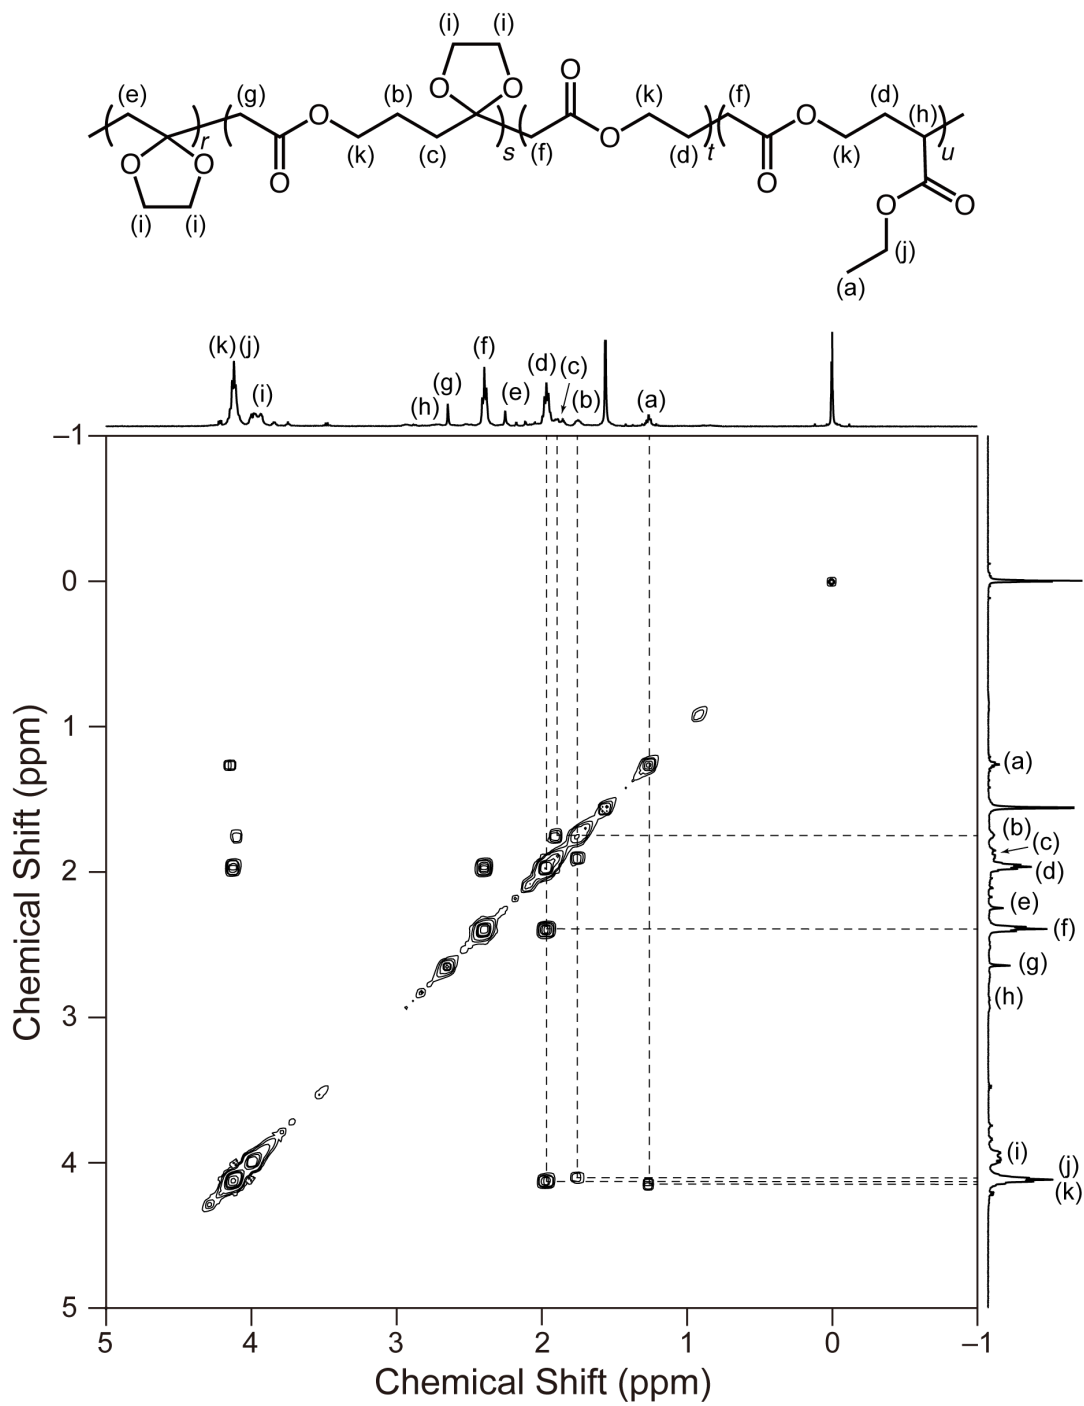 (i) (i)
(e) (g) O (b) O O O (k) (f) (d)
r O (k) (c) s (f) O (d) t O (k) (h) u
O O O O
(i) (i) O O
(j)
(a)
(k) (j) (i) (h) (g) (f) (e) (d) (c) (b) (a)
–1
0
1
2
3
4
5
Chemical Shift (ppm)
(a)
(b)
(c)
(d)
(e)
(f)
(g)
(h)
(i)
(j)
(k)
5 4 3 2 1 0 –1
Chemical Shift (ppm)